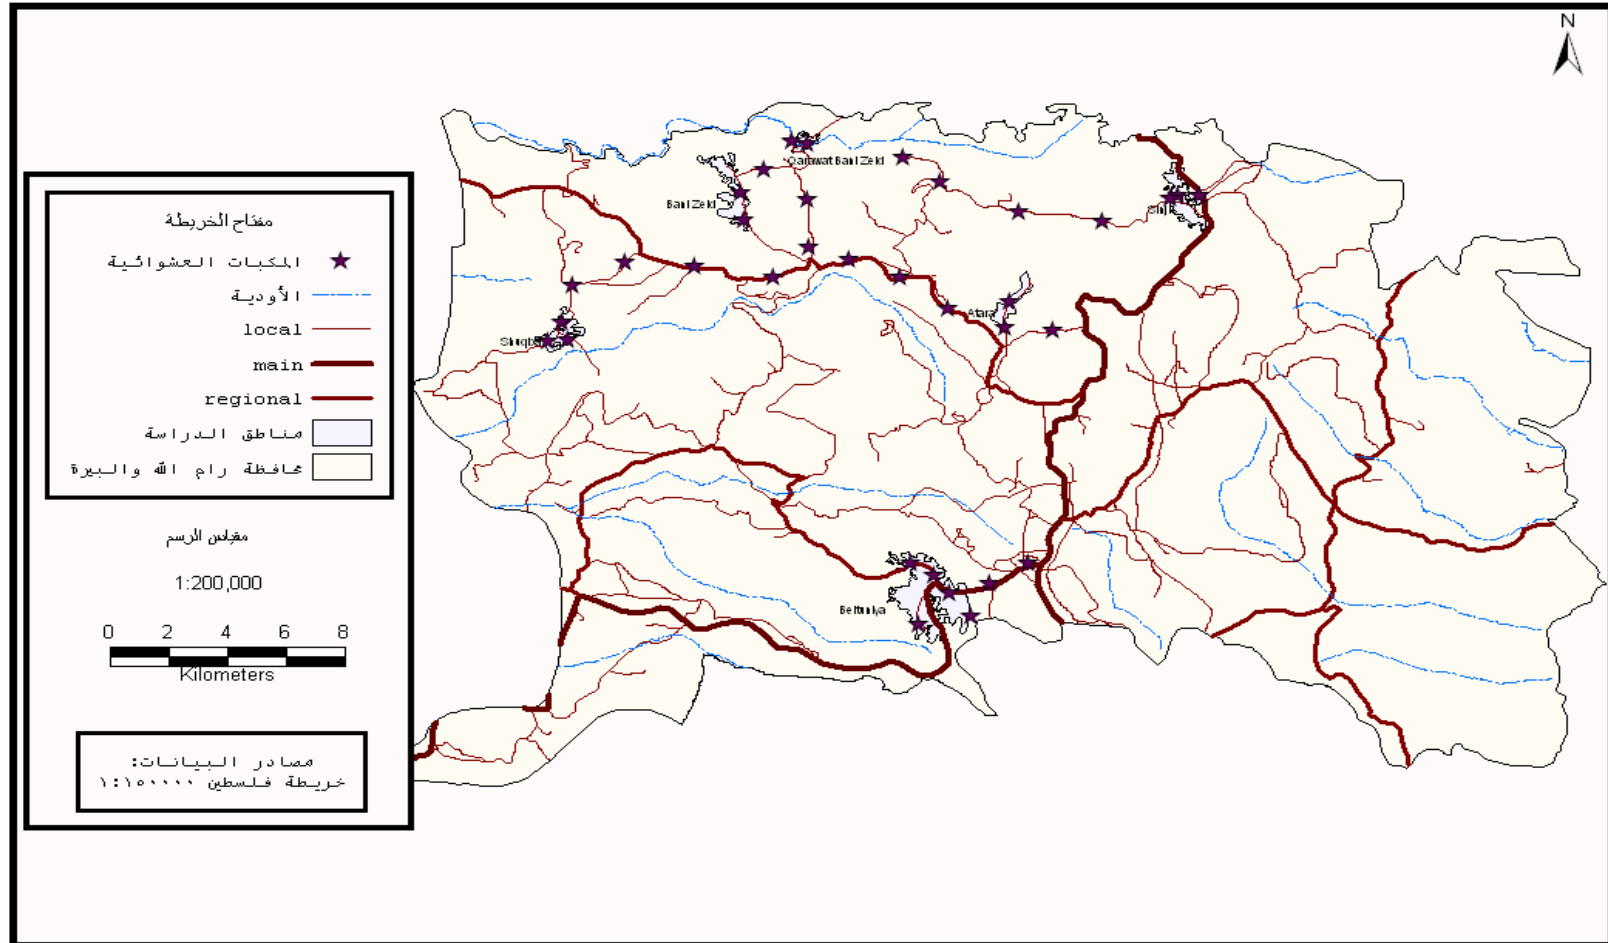 N
مفتاح الخريطة
المكبات العشوائية
الأودية
local
main
regional
مناطق الدراسة
محافظة رام الله والبيرة
مقياس الرسم
1:200,000
0 2 4 6 8
Kilometers
مصادر البيانات:
خريطة فلسطين ١:١٥٠٠٠٠
Qarawat Bani Zeid
Bani Zeid
Sinjil
Atara
Shuqba
Beituniya